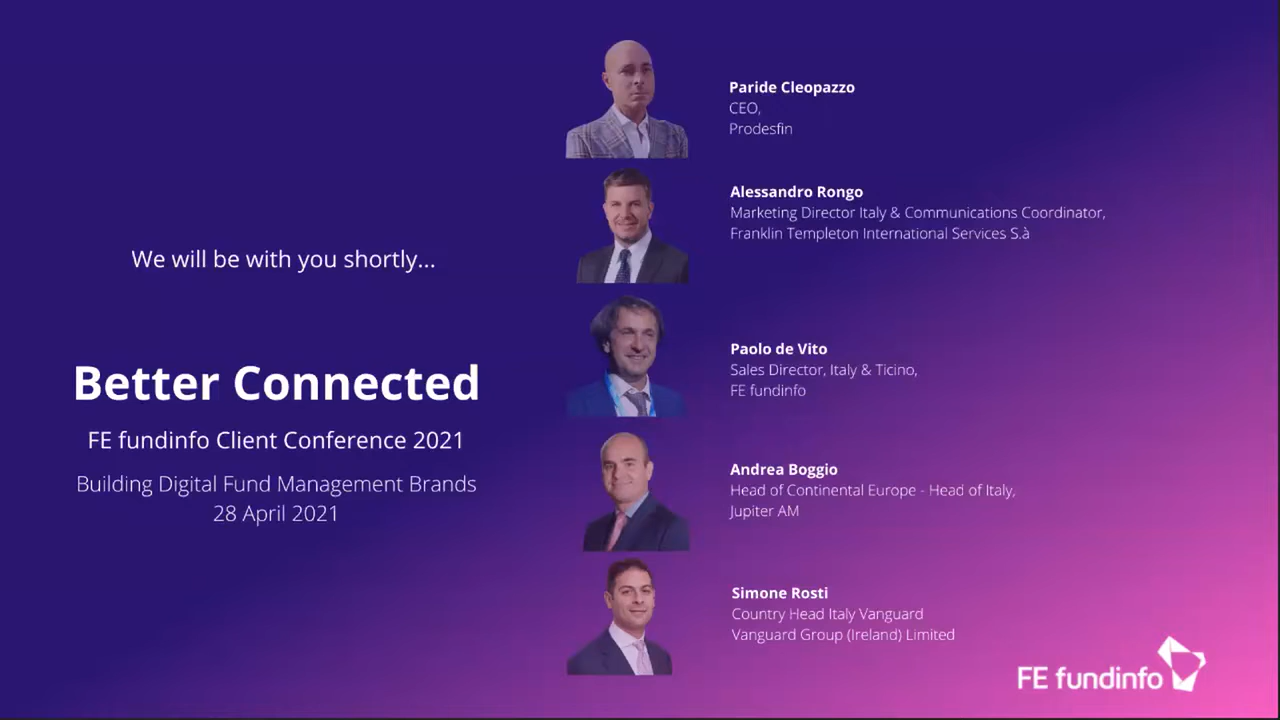 We will be with you shortly...
Better Connected
FE fundinfo Client Conference 2021
Building Digital Fund Management Brands
28 April 2021
Paride Cleopazzo
CEO,
Prodesfin
Alessandro Rongo
Marketing Director Italy & Communications Coordinator,
Franklin Templeton International Services S.à
Paolo de Vito
Sales Director, Italy & Ticino,
FE fundinfo
Andrea Boggio
Head of Continental Europe - Head of Italy,
Jupiter AM
Simone Rosti
Country Head Italy Vanguard
Vanguard Group (Ireland) Limited
FE fundinfo